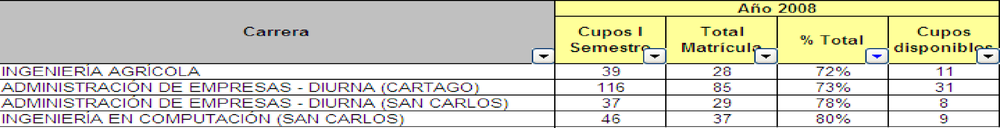 Año 2008
Carrera
Cupos I Semestre
Total Matrícula
% Total
Cupos disponibles
INGENIERÍA AGRÍCOLA 39 28 72% 11
ADMINISTRACIÓN DE EMPRESAS - DIURNA (CARTAGO) 116 85 73% 31
ADMINISTRACIÓN DE EMPRESAS - DIURNA (SAN CARLOS) 37 29 78% 8
INGENIERÍA EN COMPUTACIÓN (SAN CARLOS) 46 37 80% 9